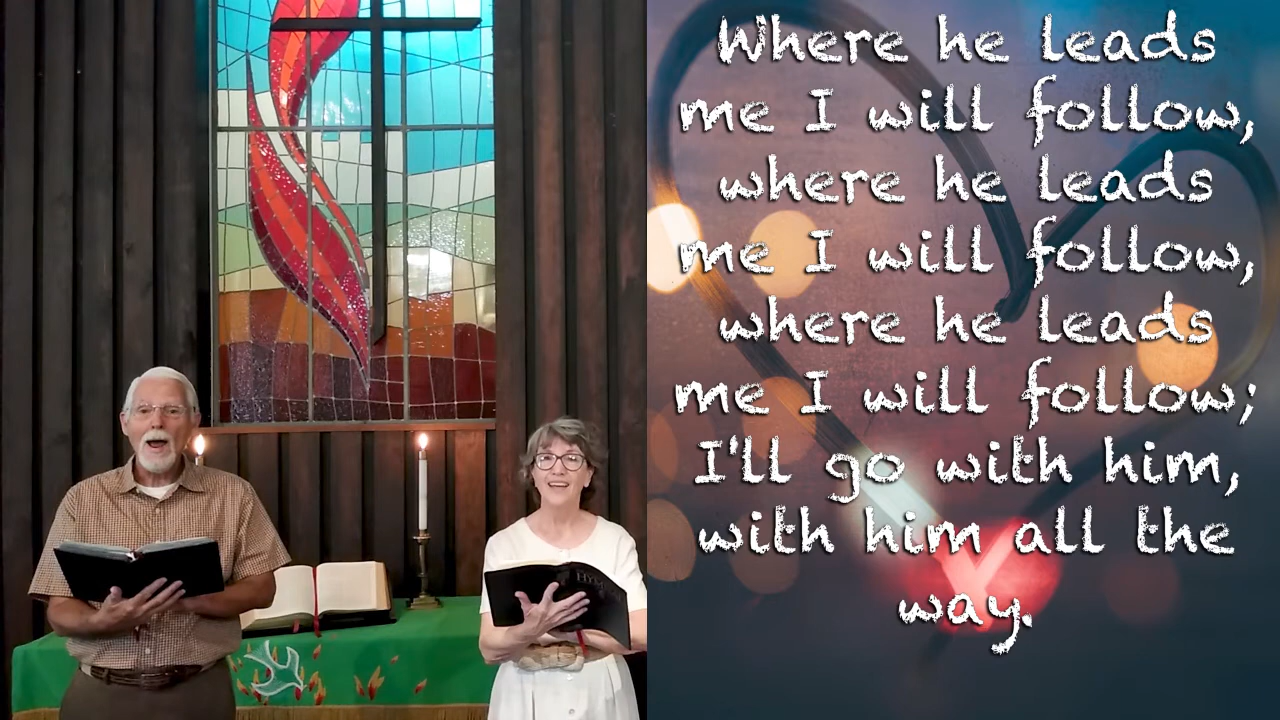 Where he leads
me I will follow,
where he leads
me I will follow,
where he leads
me I will follow;
I'll go with him,
with him all the
way.